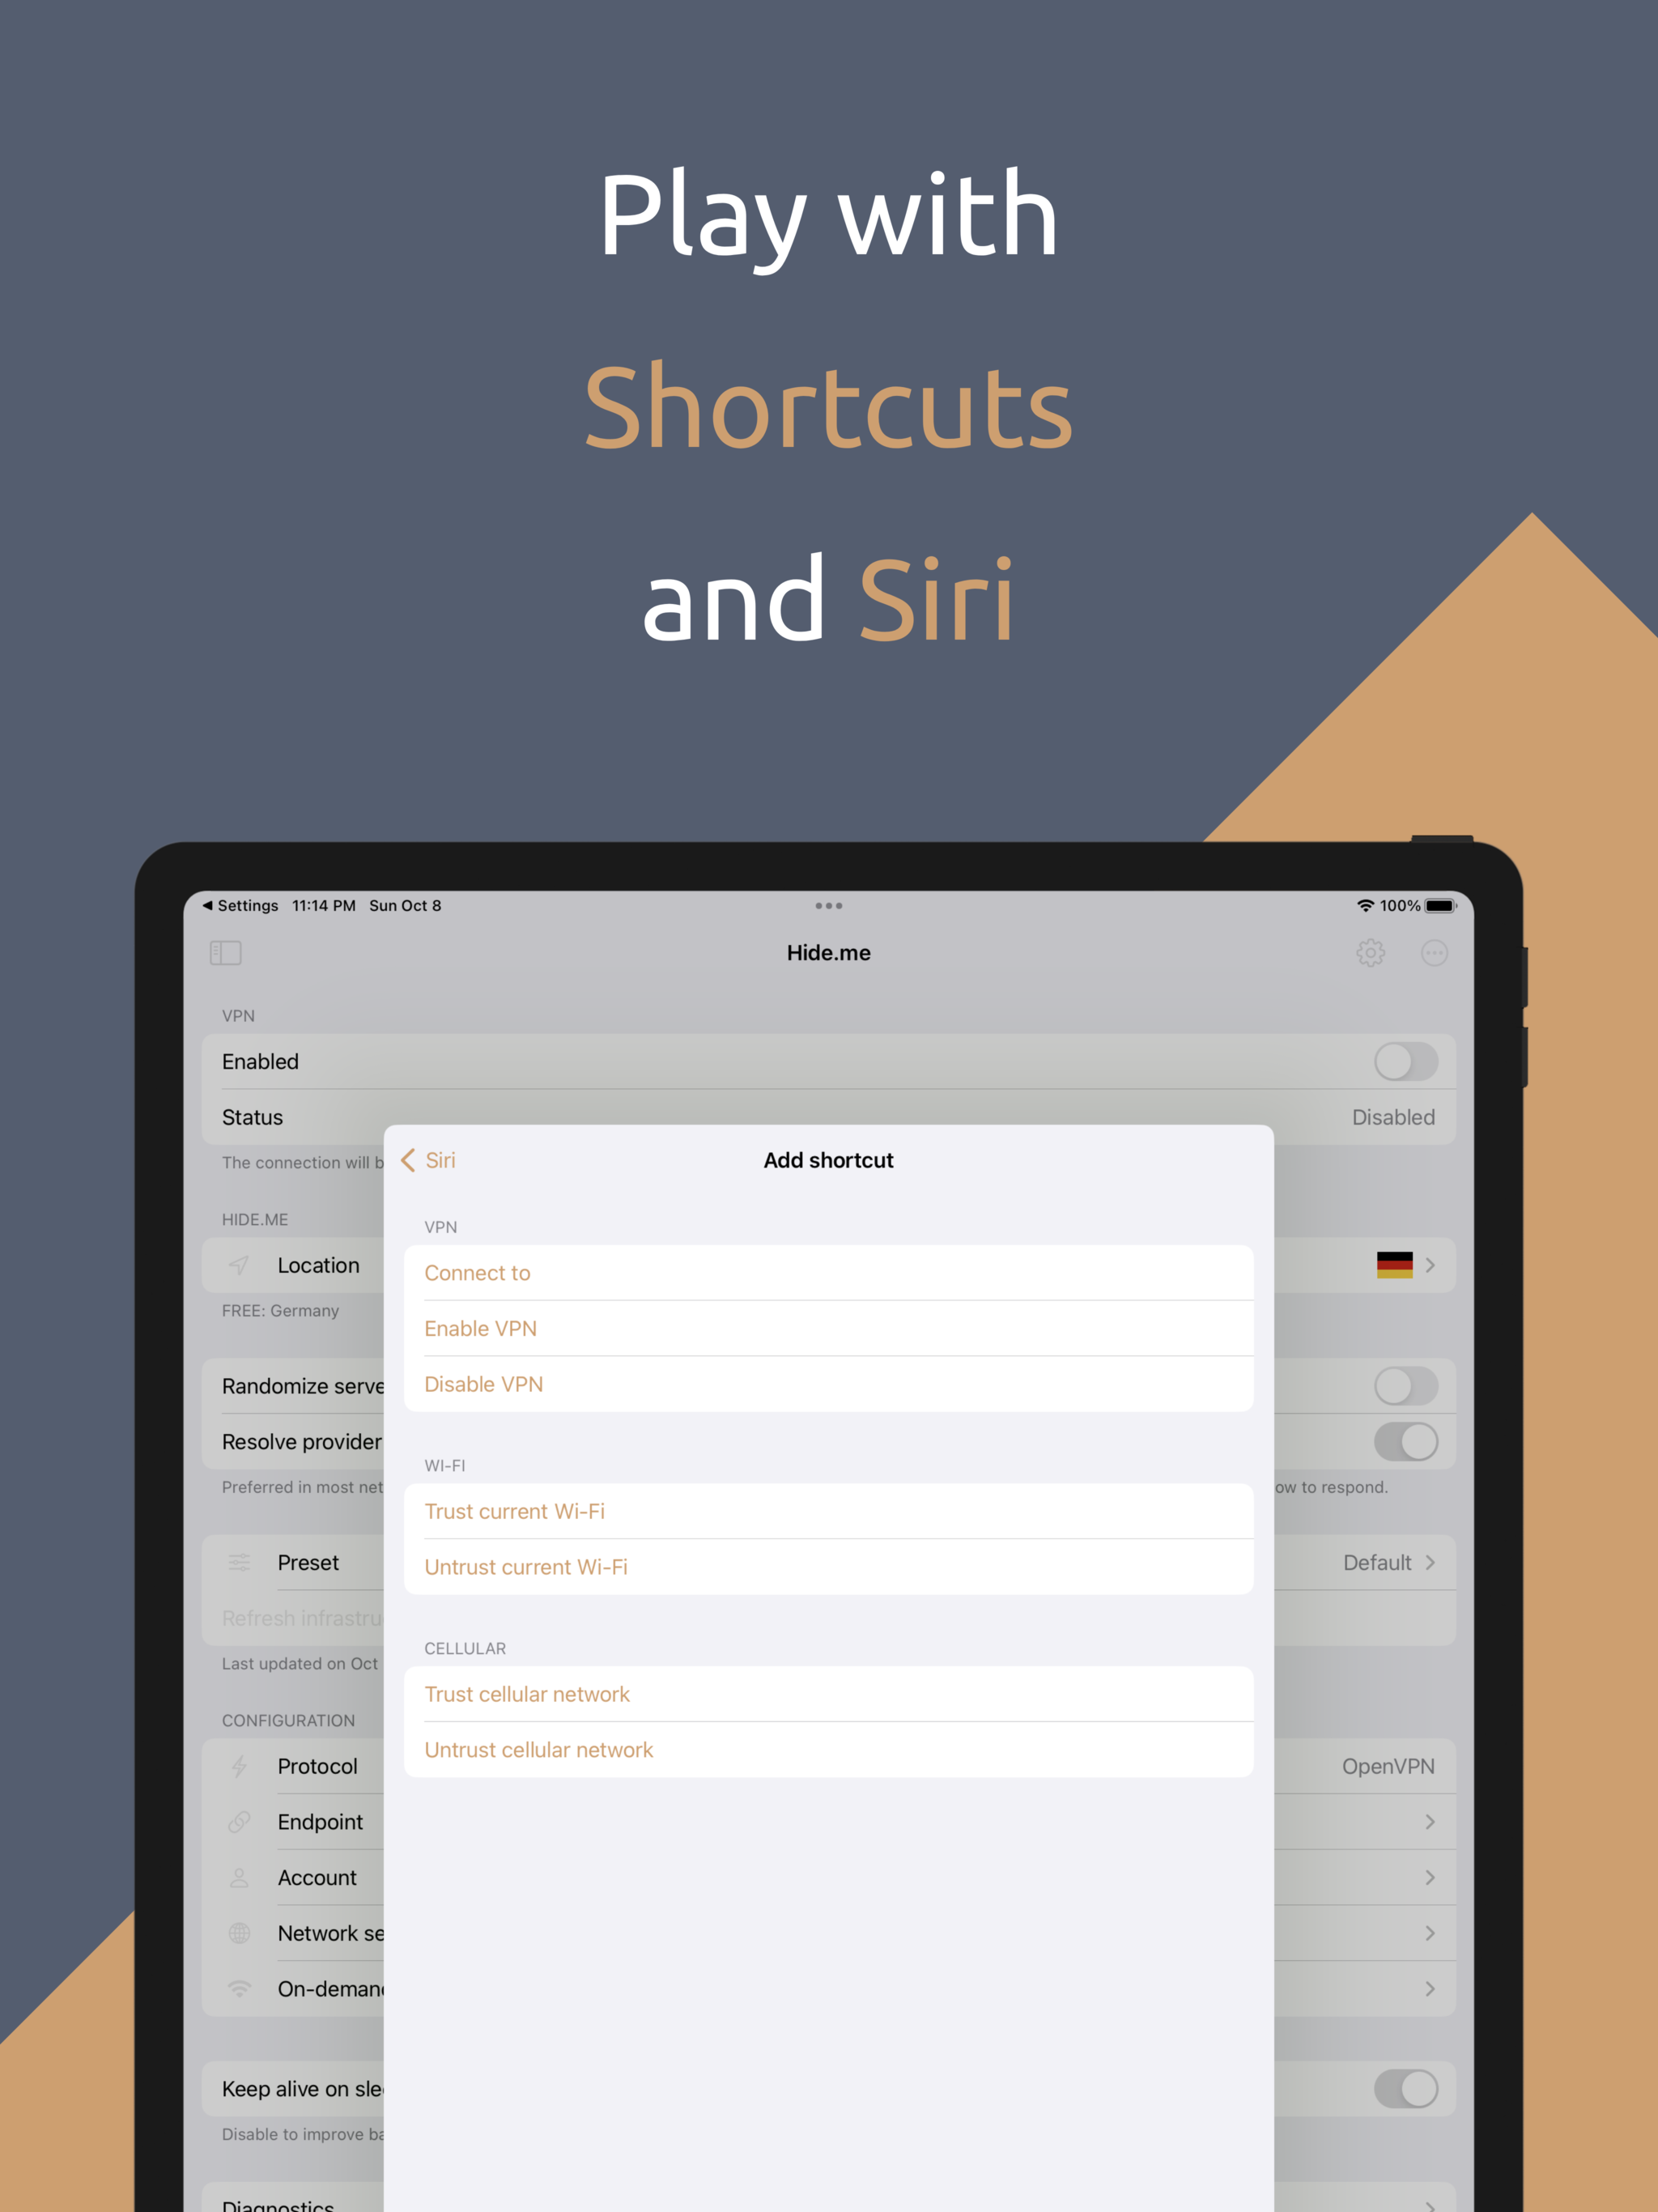 Play with
Shortcuts
and Siri
Settings 11:14 PM Sun Oct 8
100%
Hide.me
VPN
Enabled
Status
Disabled
The connection will b
HIDE.ME
Location
FREE: Germany
Randomize serve
Resolve provider
Preferred in most net
ow to respond.
Preset
Default
Refresh infrastru
Last updated on Oct
CONFIGURATION
Protocol
OpenVPN
Endpoint
Account
Network se
On-deman
Keep alive on sle
Disable to improve ba
Diagnostics
Siri
Add shortcut
VPN
Connect to
Enable VPN
Disable VPN
WI-FI
Trust current Wi-Fi
Untrust current Wi-Fi
CELLULAR
Trust cellular network
Untrust cellular network